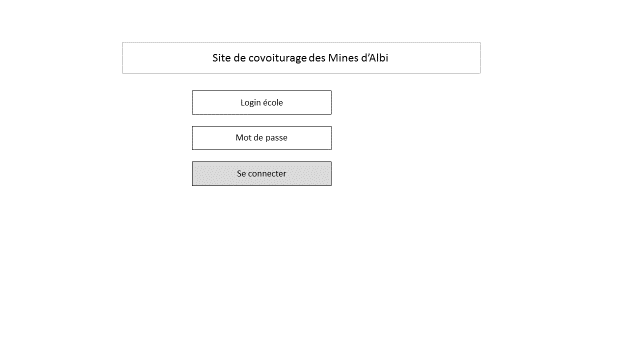 Site de covoiturage des Mines d'Albi
Login école
Mot de passe
Se connecter